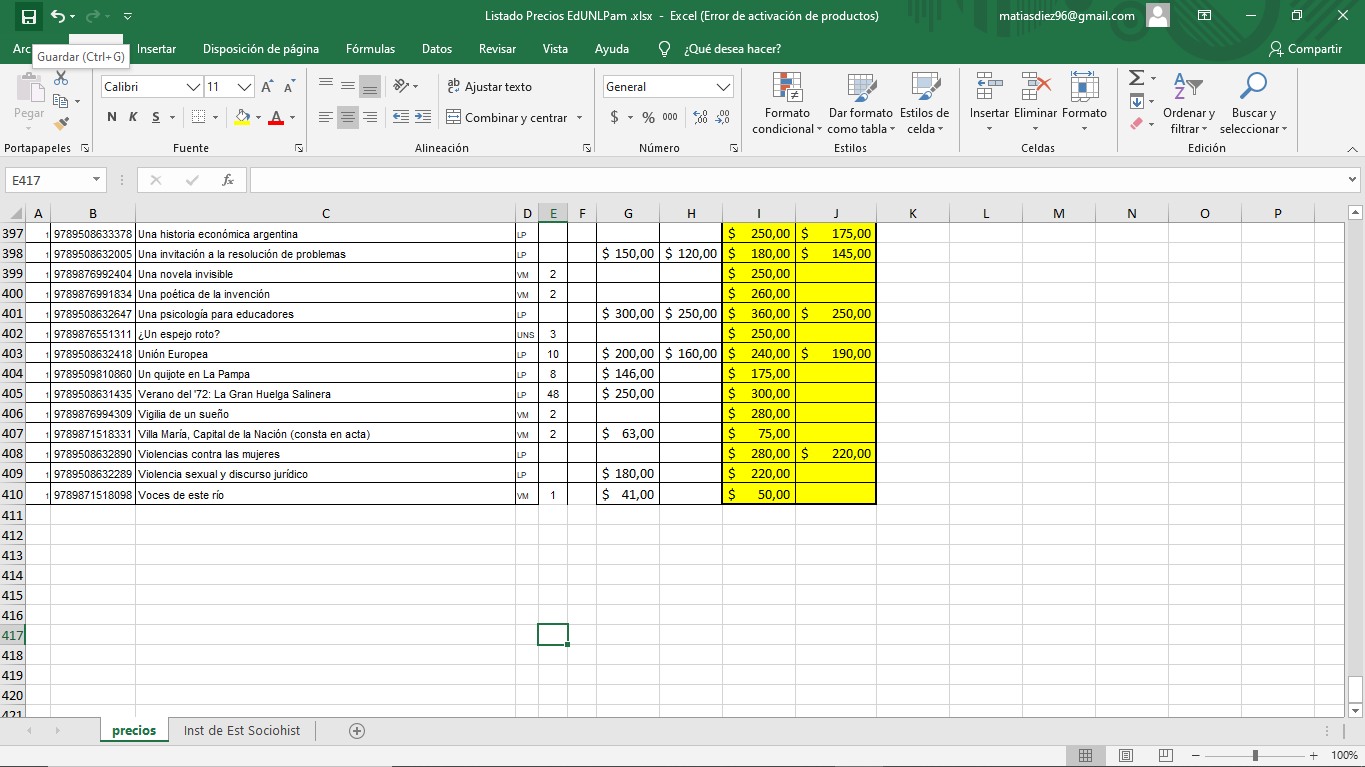 Listado Precios EdUNLPam .xlsx - Excel (Error de activación de productos)
matiasdiez96@gmail.com
Arc Insertar Disposición de página Fórmulas Datos Revisar Vista Ayuda ¿Qué desea hacer? Compartir
Guardar (Ctrl+G)
Pegar
Calibri 11
N K S
Ajustar texto
Combinar y centrar
General
$ % 000
Formato condicional
Dar formato como tabla
Estilos de celda
Insertar Eliminar Formato
Ordenar y filtrar
Buscar y seleccionar
Portapapeles Fuente Alineación Número Estilos Celdas Edición
E417 fx
A B C D E F G H I J K L M N O P
397 1 9789508633378 Una historia económica argentina LP $ 250,00 $ 175,00
398 1 9789508632005 Una invitación a la resolución de problemas LP $ 150,00 $ 120,00 $ 180,00 $ 145,00
399 1 9789876992404 Una novela invisible VM 2 $ 250,00
400 1 9789876991834 Una poética de la invención VM 2 $ 260,00
401 1 9789508632647 Una psicología para educadores LP $ 300,00 $ 250,00 $ 360,00 $ 250,00
402 1 9789876551311 ¿Un espejo roto? UNS 3 $ 250,00
403 1 9789508632418 Unión Europea LP 10 $ 200,00 $ 160,00 $ 240,00 $ 190,00
404 1 9789509810860 Un quijote en La Pampa LP 8 $ 146,00 $ 175,00
405 1 9789508631435 Verano del '72: La Gran Huelga Salinera LP 48 $ 250,00 $ 300,00
406 1 9789876994309 Vigilia de un sueño VM 2 $ 280,00
407 1 9789871518331 Villa María, Capital de la Nación (consta en acta) VM 2 $ 63,00 $ 75,00
408 1 9789508632890 Violencias contra las mujeres LP $ 280,00 $ 220,00
409 1 9789508632289 Violencia sexual y discurso jurídico LP $ 180,00 $ 220,00
410 1 9789871518098 Voces de este río VM 1 $ 41,00 $ 50,00
411
412
413
414
415
416
417
418
419
420
421
precios Inst de Est Sociohist
100%